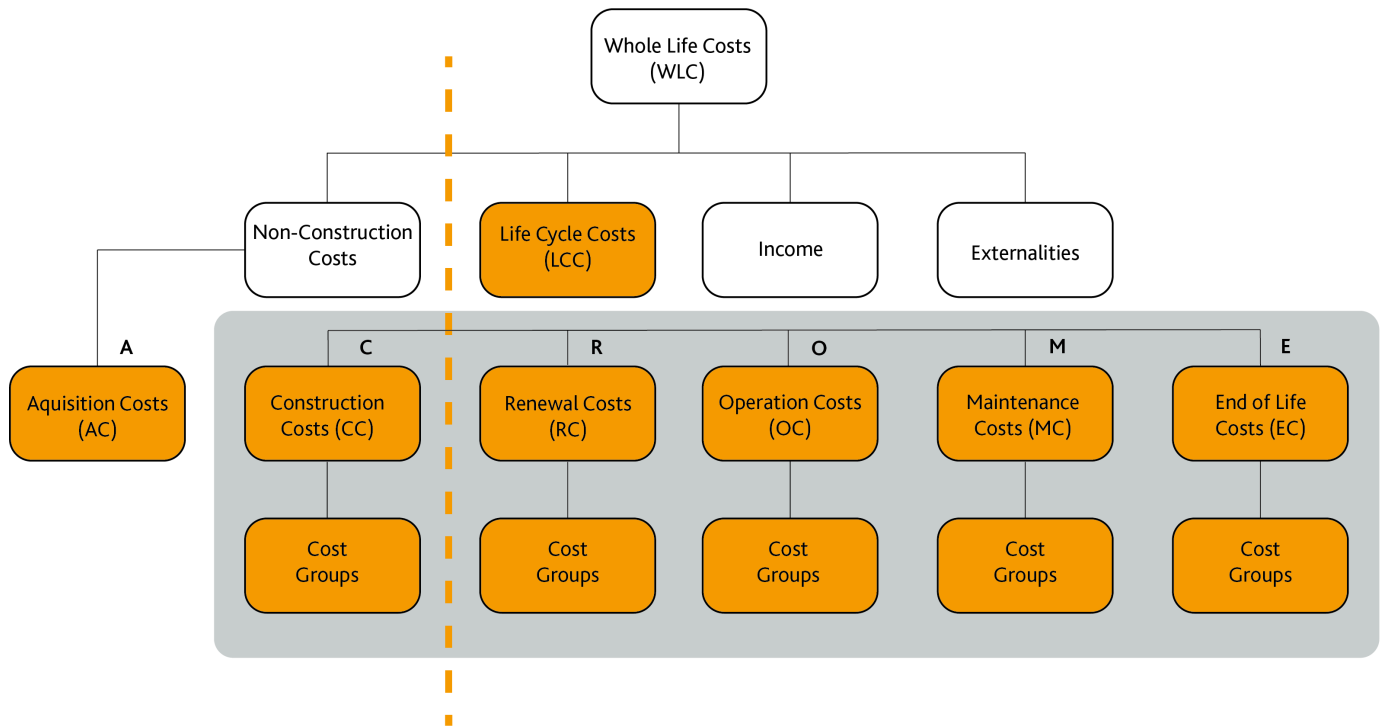 Whole Life Costs
(WLC)
Non-Construction
Costs
Life Cycle Costs
(LCC)
Income
Externalities
A
C
R
O
M
E
Aquisition Costs
(AC)
Construction
Costs (CC)
Renewal Costs
(RC)
Operation Costs
(OC)
Maintenance
Costs (MC)
End of Life
Costs (EC)
Cost
Groups
Cost
Groups
Cost
Groups
Cost
Groups
Cost
Groups